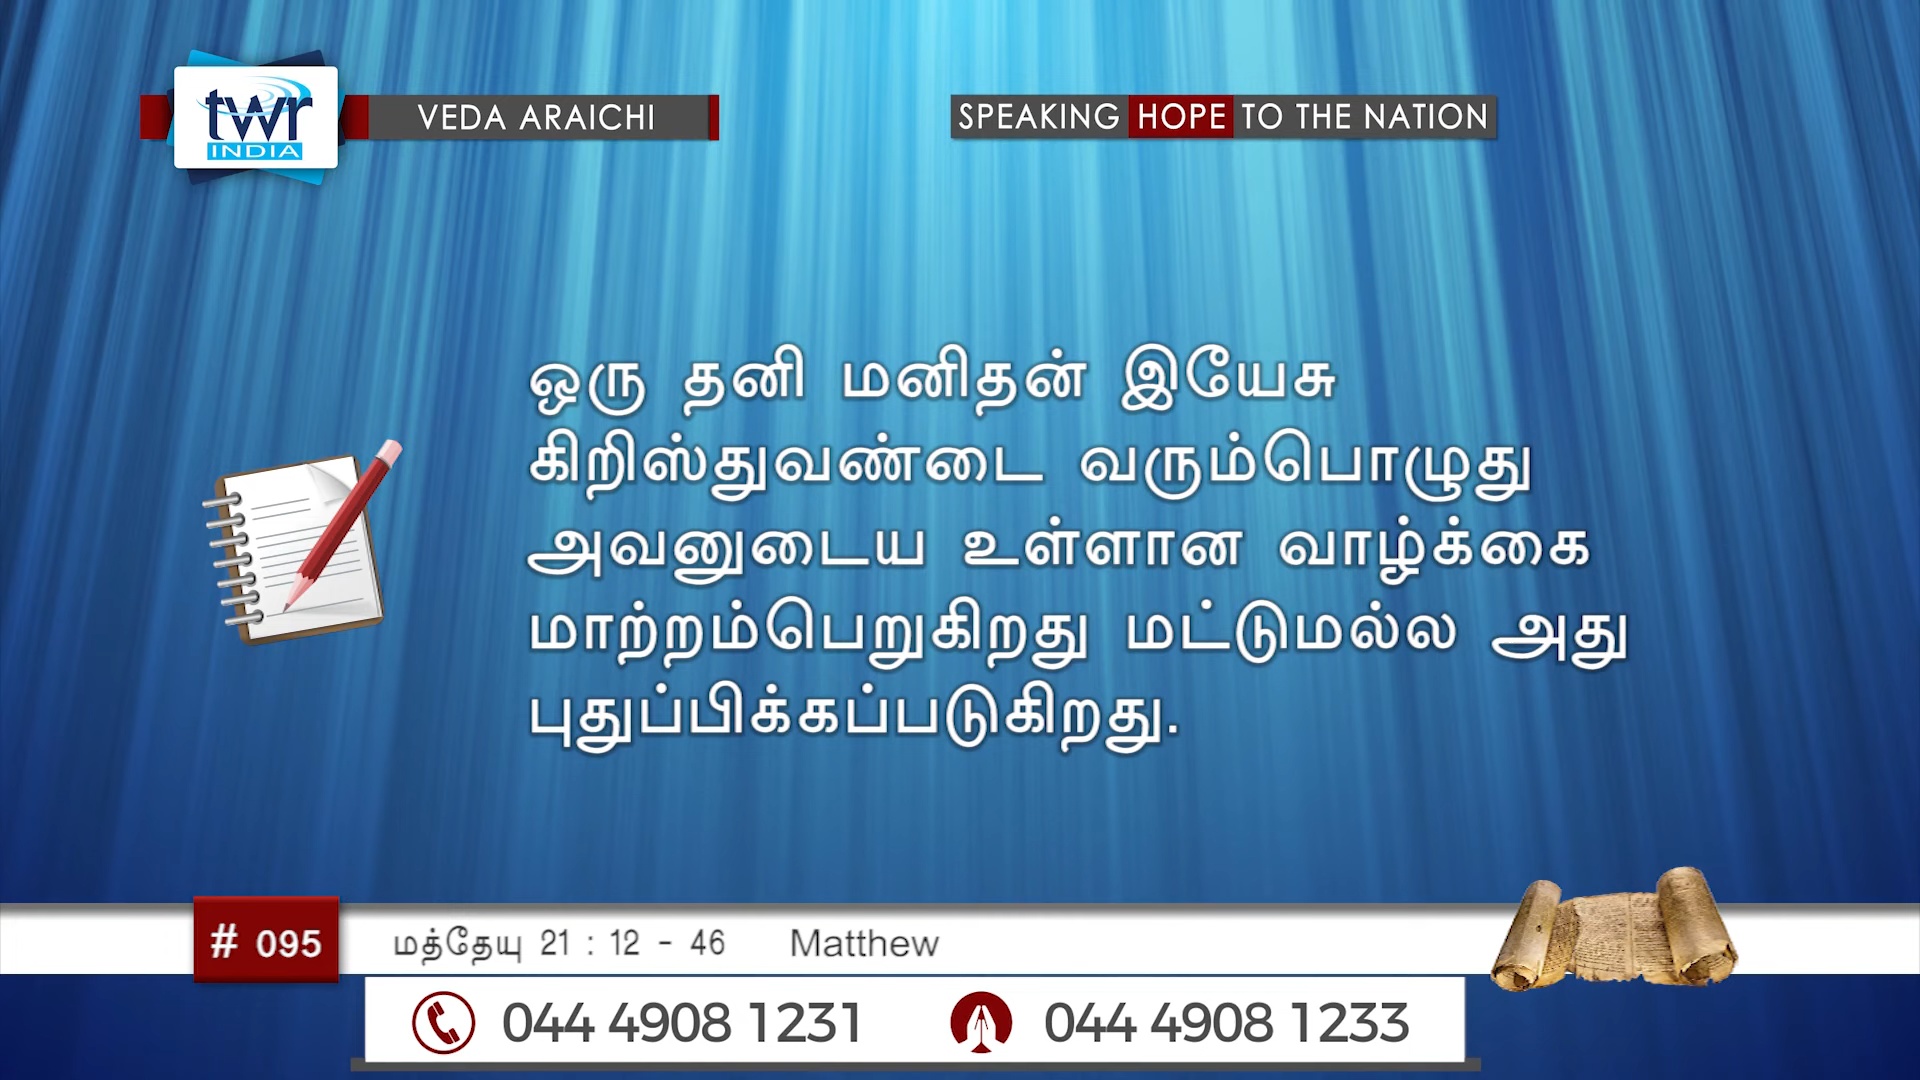 twr
INDIA
VEDA ARAICHI
SPEAKING HOPE TO THE NATION
ஒரு தனி மனிதன் இயேசு
கிறிஸ்துவண்டை வரும்பொழுது
அவனுடைய உள்ளான வாழ்க்கை
மாற்றம்பெறுகிறது மட்டுமல்ல அது
புதுப்பிக்கப்படுகிறது.
# 095
மத்தேயு 21 : 12 - 46 Matthew
044 4908 1231
044 4908 1233